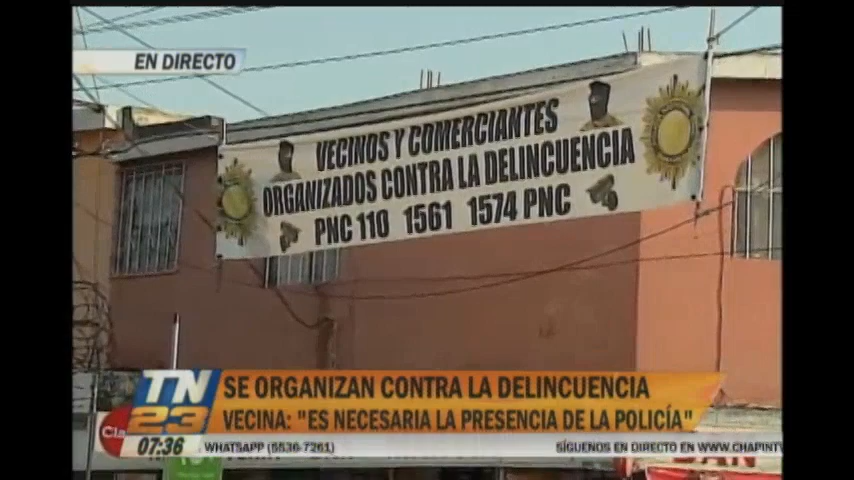 EN DIRECTO
VECINOS Y COMERCIANTES
ORGANIZADOS CONTRA LA DELINCUENCIA
PNC 110 1561 1574 PNC
TN
23
SE ORGANIZAN CONTRA LA DELINCUENCIA
VECINA: "ES NECESARIA LA PRESENCIA DE LA POLICÍA"
07:36
WHATSAPP (5536-7261)
SÍGUENOS EN DIRECTO EN WWW.CHAPINTV